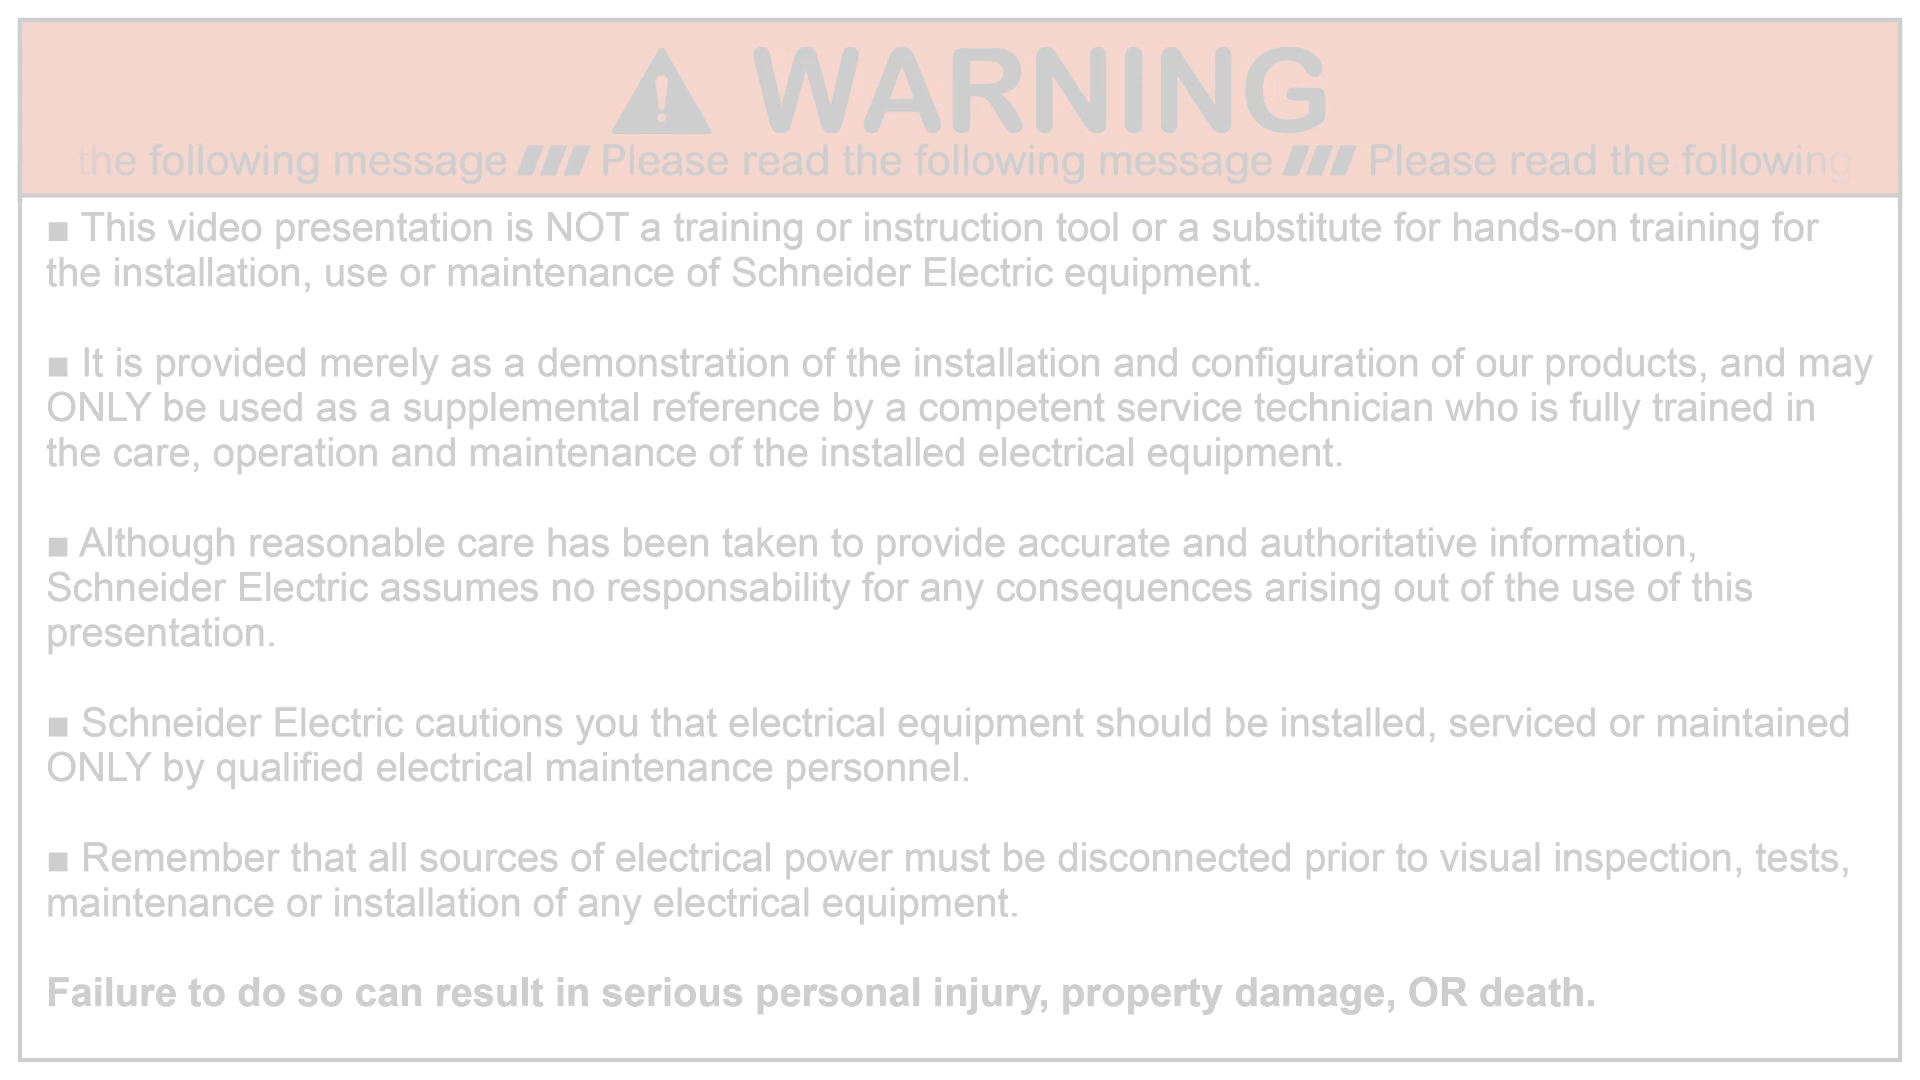 WARNING
the following message Please read the following message Please read the following
■ This video presentation is NOT a training or instruction tool or a substitute for hands-on training for
the installation, use or maintenance of Schneider Electric equipment.
■ It is provided merely as a demonstration of the installation and configuration of our products, and may
ONLY be used as a supplemental reference by a competent service technician who is fully trained in
the care, operation and maintenance of the installed electrical equipment.
■ Although reasonable care has been taken to provide accurate and authoritative information,
Schneider Electric assumes no responsability for any consequences arising out of the use of this
presentation.
■ Schneider Electric cautions you that electrical equipment should be installed, serviced or maintained
ONLY by qualified electrical maintenance personnel.
■ Remember that all sources of electrical power must be disconnected prior to visual inspection, tests,
maintenance or installation of any electrical equipment.
Failure to do so can result in serious personal injury, property damage, OR death.